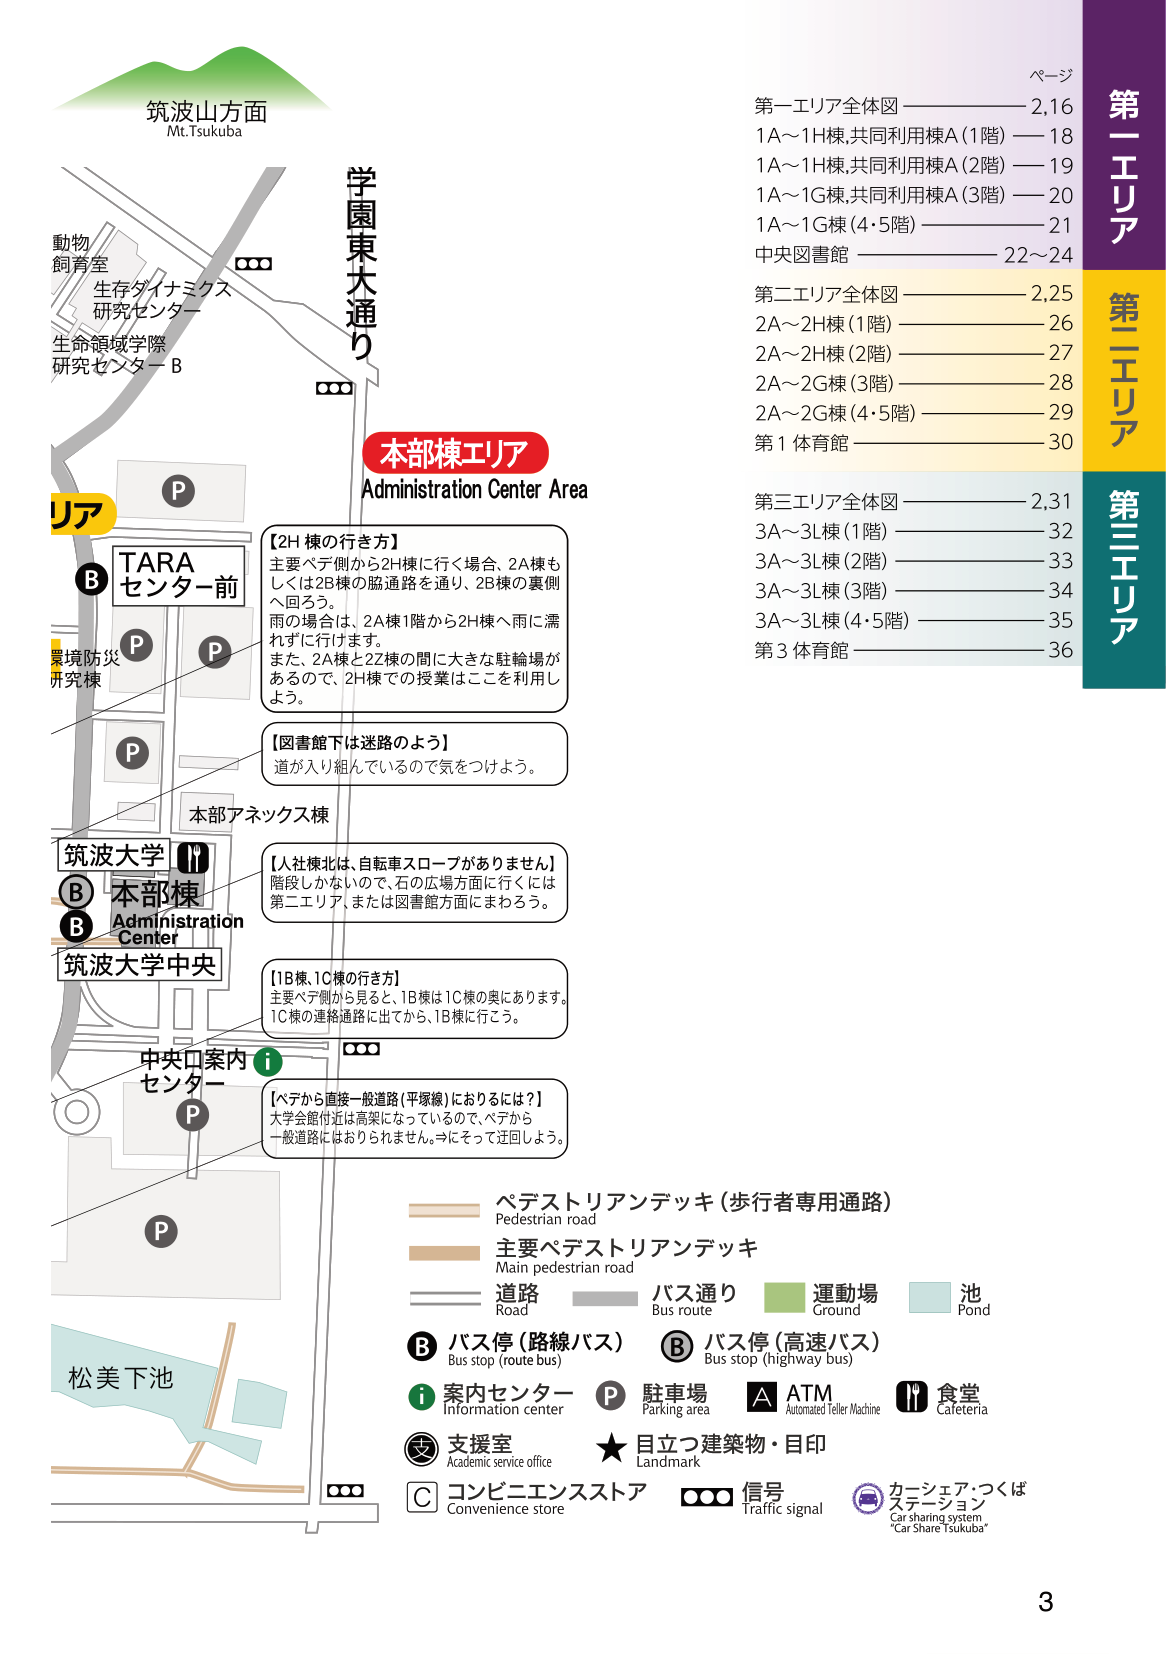 筑波山方面
Mt.Tsukuba
学園東大通り
動物
飼育室
生存ダイナミクス
研究センター
生命領域学際
研究センター B
本部棟エリア
Administration Center Area
P
リア
B
TARA
センター前
P
P
環境防災
研究棟
P
【2H 棟の行き方】
主要ペデ側から2H棟に行く場合、2A棟も
しくは2B棟の脇通路を通り、2B棟の裏側
へ回ろう。
雨の場合は、2A棟1階から2H棟へ雨に濡
れずに行けます。
また、2A棟と2Z棟の間に大きな駐輪場が
あるので、2H棟での授業はここを利用し
よう。
【図書館下は迷路のよう】
道が入り組んでいるので気をつけよう。
本部アネックス棟
筑波大学
B
本部棟
B
Administration
Center
筑波大学中央
【人社棟北は、自転車スロープがありません】
階段しかないので、石の広場方面に行くには
第二エリア、または図書館方面にまわろう。
【1B棟、1C棟の行き方】
主要ペデ側から見ると、1B棟は1C棟の奥にあります。
1C棟の連絡通路に出てから、1B棟に行こう。
中央口案内
センター
i
P
【ペデから直接一般道路(平塚線)におりるには？】
大学会館付近は高架になっているので、ペデから
一般道路にはおりられません。⇒にそって迂回しよう。
P
松美下池
ページ
第一エリア全体図 2,16
1A〜1H棟,共同利用棟A(1階) 18
1A〜1H棟,共同利用棟A(2階) 19
1A〜1G棟,共同利用棟A(3階) 20
1A〜1G棟(4・5階) 21
中央図書館 22〜24
第一エリア
第二エリア全体図 2,25
2A〜2H棟(1階) 26
2A〜2H棟(2階) 27
2A〜2G棟(3階) 28
2A〜2G棟(4・5階) 29
第1体育館 30
第二エリア
第三エリア全体図 2,31
3A〜3L棟(1階) 32
3A〜3L棟(2階) 33
3A〜3L棟(3階) 34
3A〜3L棟(4・5階) 35
第3体育館 36
第三エリア
ペデストリアンデッキ(歩行者専用通路)
Pedestrian road
主要ペデストリアンデッキ
Main pedestrian road
道路 バス通り 運動場 池
Road Bus route Ground Pond
B バス停(路線バス) B バス停(高速バス)
Bus stop (route bus) Bus stop (highway bus)
i 案内センター P 駐車場 A ATM 食堂
Information center Parking area Automated Teller Machine Cafeteria
支 支援室 ★ 目立つ建築物・目印
Academic service office Landmark
C コンビニエンスストア 信号 カーシェア・つくば
ステーション
Convenience store Traffic signal Car sharing system
"Car Share Tsukuba"
3